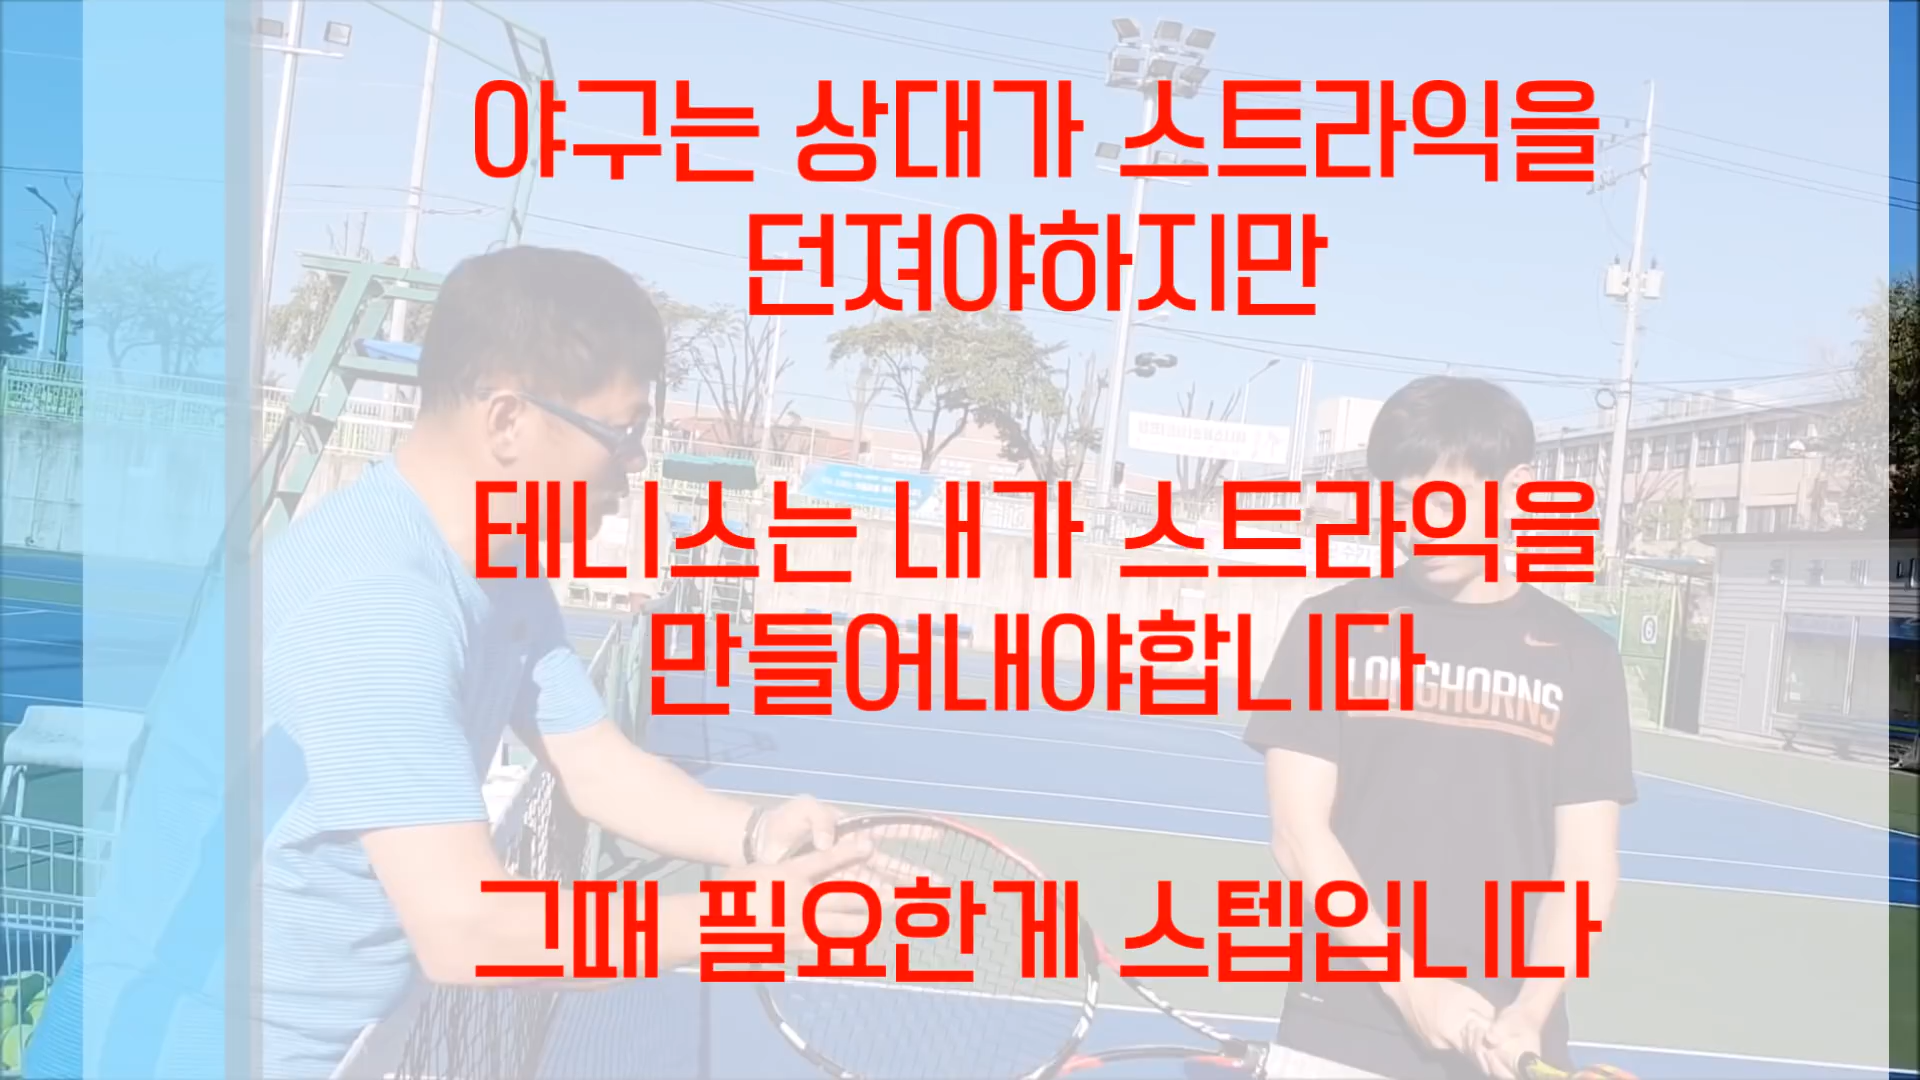 야구는 상대가 스트라익을
던져야하지만
테니스는 내가 스트라익을
만들어내야합니다
그때 필요한게 스텝입니다
LONGHORNS
6